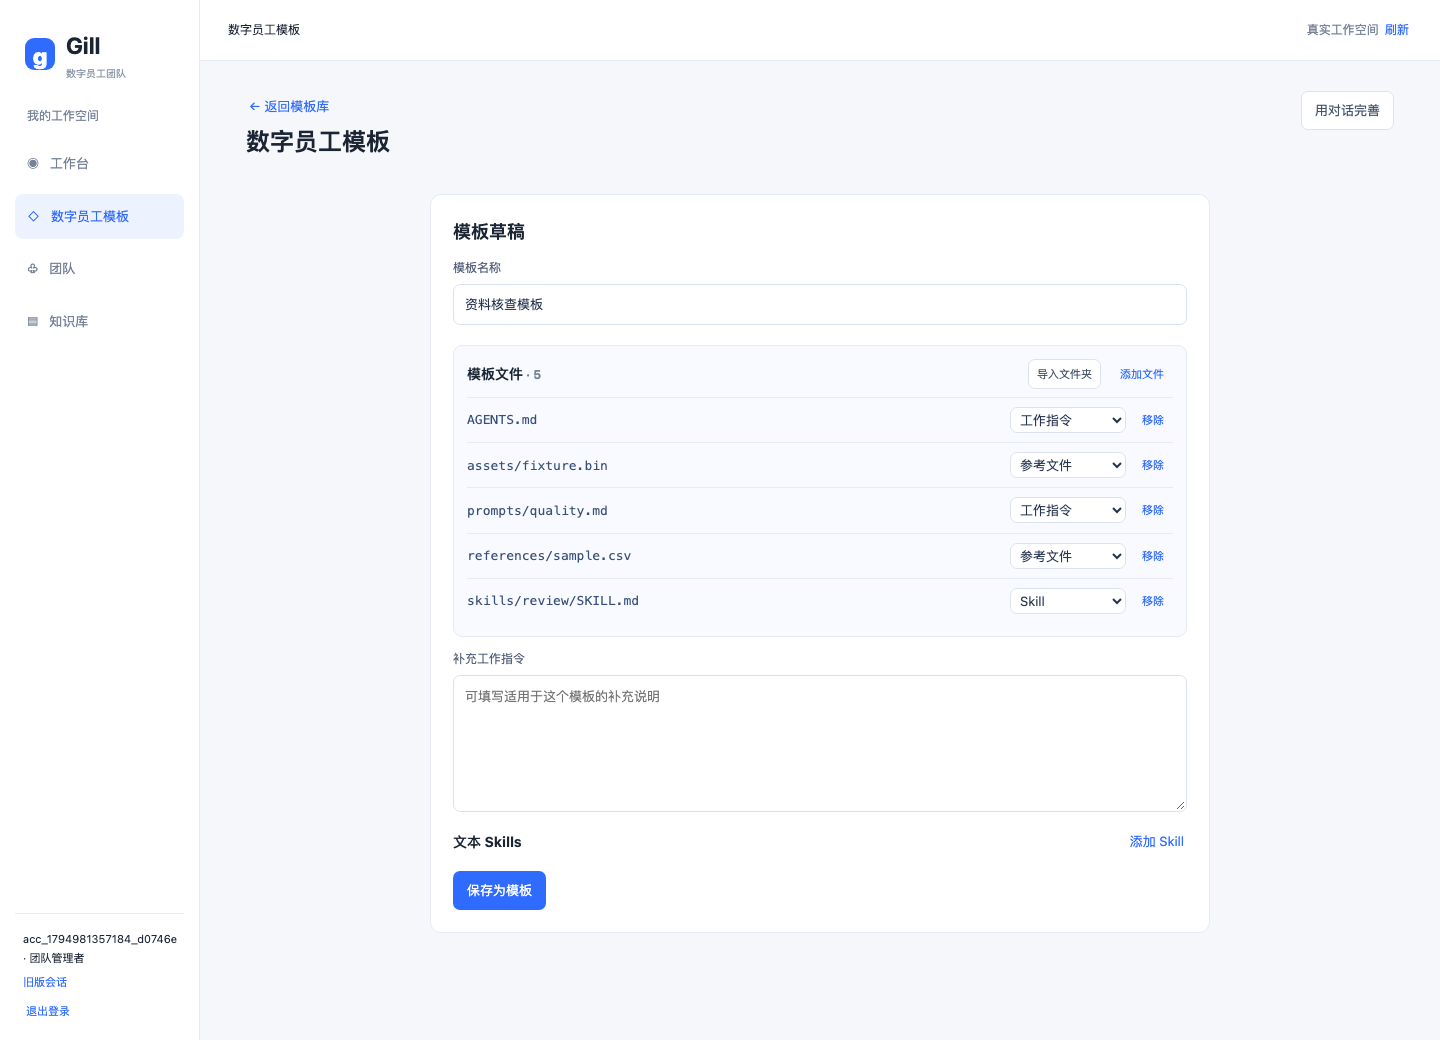 g
Gill
数字员工团队
我的工作空间
工作台
数字员工模板
团队
知识库
acc_1794981357184_d0746e
· 团队管理者
旧版会话
退出登录
数字员工模板
真实工作空间 刷新
← 返回模板库
数字员工模板
用对话完善
模板草稿
模板名称
资料核查模板
模板文件 · 5 导入文件夹 添加文件
AGENTS.md 工作指令 移除
assets/fixture.bin 参考文件 移除
prompts/quality.md 工作指令 移除
references/sample.csv 参考文件 移除
skills/review/SKILL.md Skill 移除
补充工作指令
可填写适用于这个模板的补充说明
文本 Skills 添加 Skill
保存为模板